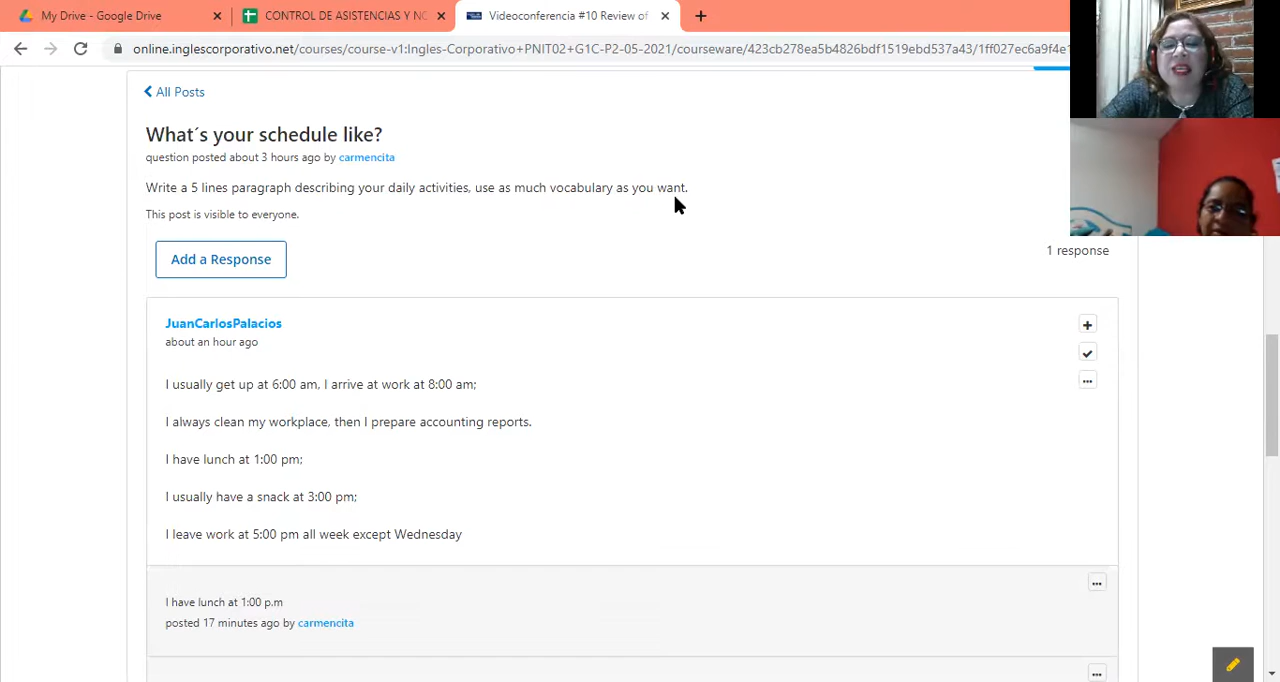 My Drive - Google Drive
CONTROL DE ASISTENCIAS Y NO
Videoconferencia #10 Review of
online.inglescorporativo.net/courses/course-v1:Ingles-Corporativo+PNIT02+G1C-P2-05-2021/courseware/423cb278ea5b4826bdf1519ebd537a43/1ff027ec6a9f4e1
All Posts
What´s your schedule like?
question posted about 3 hours ago by carmencita
Write a 5 lines paragraph describing your daily activities, use as much vocabulary as you want.
This post is visible to everyone.
Add a Response
1 response
JuanCarlosPalacios
about an hour ago
I usually get up at 6:00 am, I arrive at work at 8:00 am;
I always clean my workplace, then I prepare accounting reports.
I have lunch at 1:00 pm;
I usually have a snack at 3:00 pm;
I leave work at 5:00 pm all week except Wednesday
I have lunch at 1:00 p.m
posted 17 minutes ago by carmencita